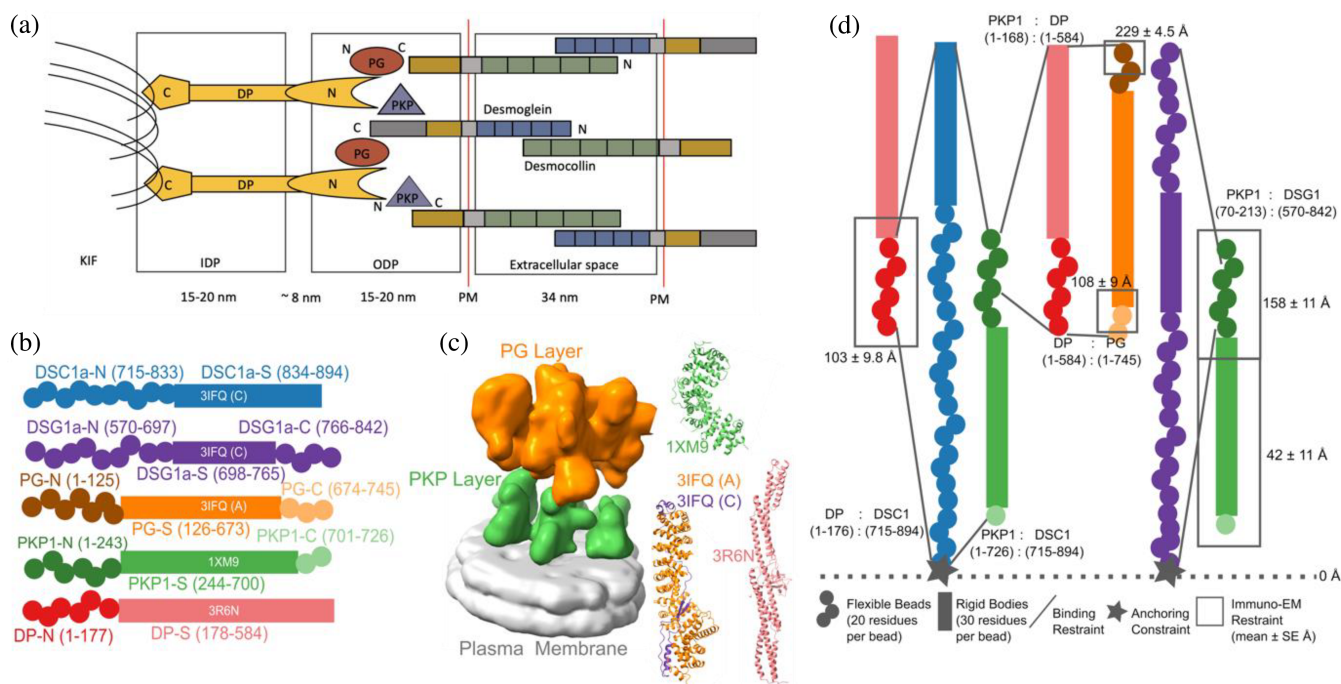 (a)
N
C
PG
N
C
DP
N
PKP
Desmoglein
C
N
PG
Desmocollin
C
DP
N
PKP
N
C
KIF
IDP
ODP
Extracellular space
15-20 nm
~ 8 nm
15-20 nm
PM
34 nm
PM
(b)
DSC1a-N (715-833) DSC1a-S (834-894)
3IFQ (C)
DSG1a-N (570-697) DSG1a-C (766-842)
3IFQ (C)
DSG1a-S (698-765)
PG-N (1-125)
PG-C (674-745)
3IFQ (A)
PG-S (126-673)
PKP1-N (1-243)
PKP1-C (701-726)
1XM9
PKP1-S (244-700)
3R6N
DP-N (1-177)
DP-S (178-584)
(c)
PG Layer
1XM9
PKP Layer
3IFQ (A)
3IFQ (C)
3R6N
Plasma Membrane
(d)
PKP1 : DP
(1-168) : (1-584)
229 ± 4.5 Å
PKP1 : DSG1
(70-213) : (570-842)
108 ± 9 Å
158 ± 11 Å
DP : PG
(1-584) : (1-745)
103 ± 9.8 Å
42 ± 11 Å
DP : DSC1
(1-176) : (715-894)
PKP1 : DSC1
(1-726) : (715-894)
0 Å
Flexible Beads
(20 residues
per bead)
Rigid Bodies
(30 residues
per bead)
Binding
Restraint
Anchoring
Constraint
Immuno-EM
Restraint
(mean ± SE Å)